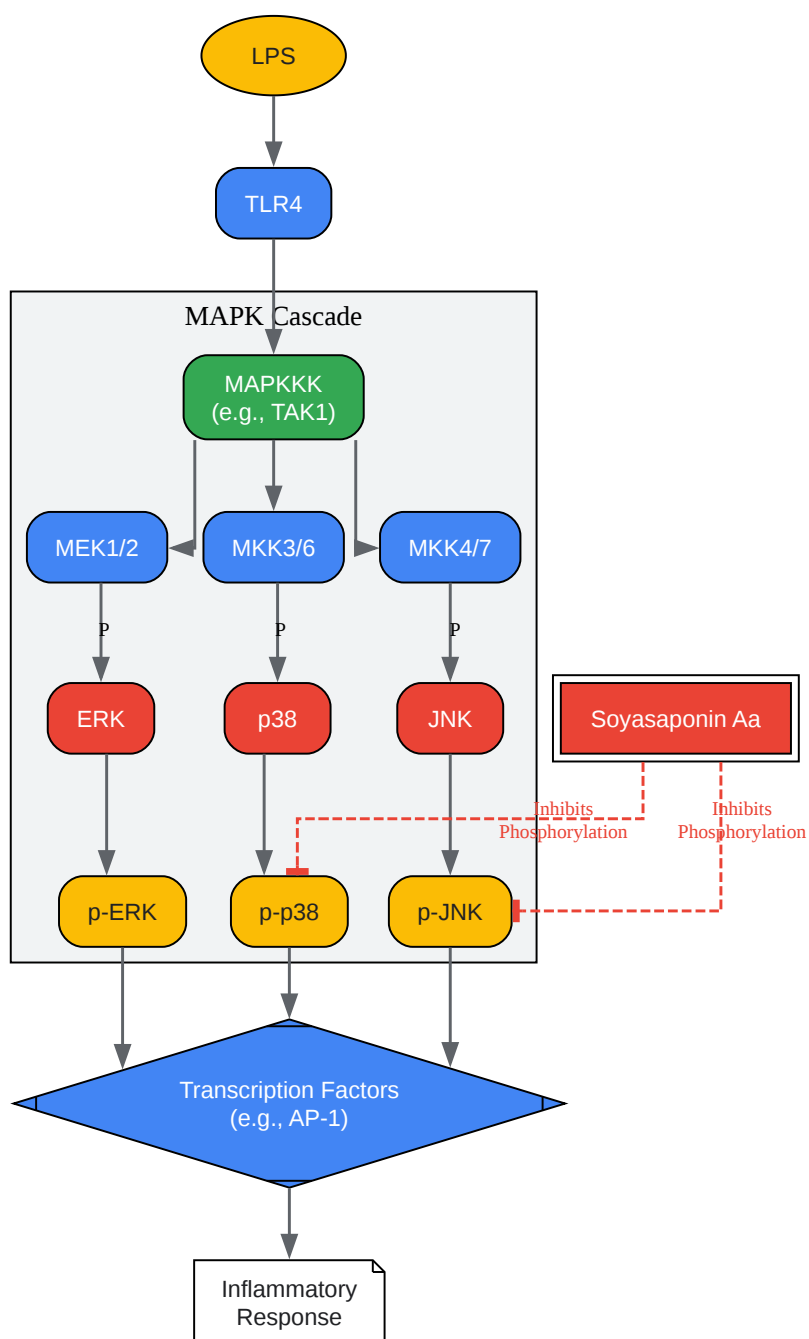 LPS
TLR4
MAPK Cascade
MAPKKK
(e.g., TAK1)
MEK1/2
MKK3/6
MKK4/7
P
P
P
ERK
p38
JNK
Soyasaponin Aa
Inhibits
Phosphorylation
Inhibits
Phosphorylation
p-ERK
p-p38
p-JNK
Transcription Factors
(e.g., AP-1)
Inflammatory
Response